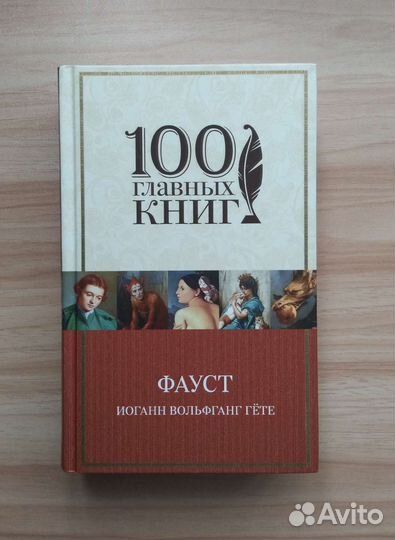 100
ГЛАВНЫХ
КНИГ
ФАУСТ
ИОГАНН ВОЛЬФГАНГ ГЁТЕ
Avito